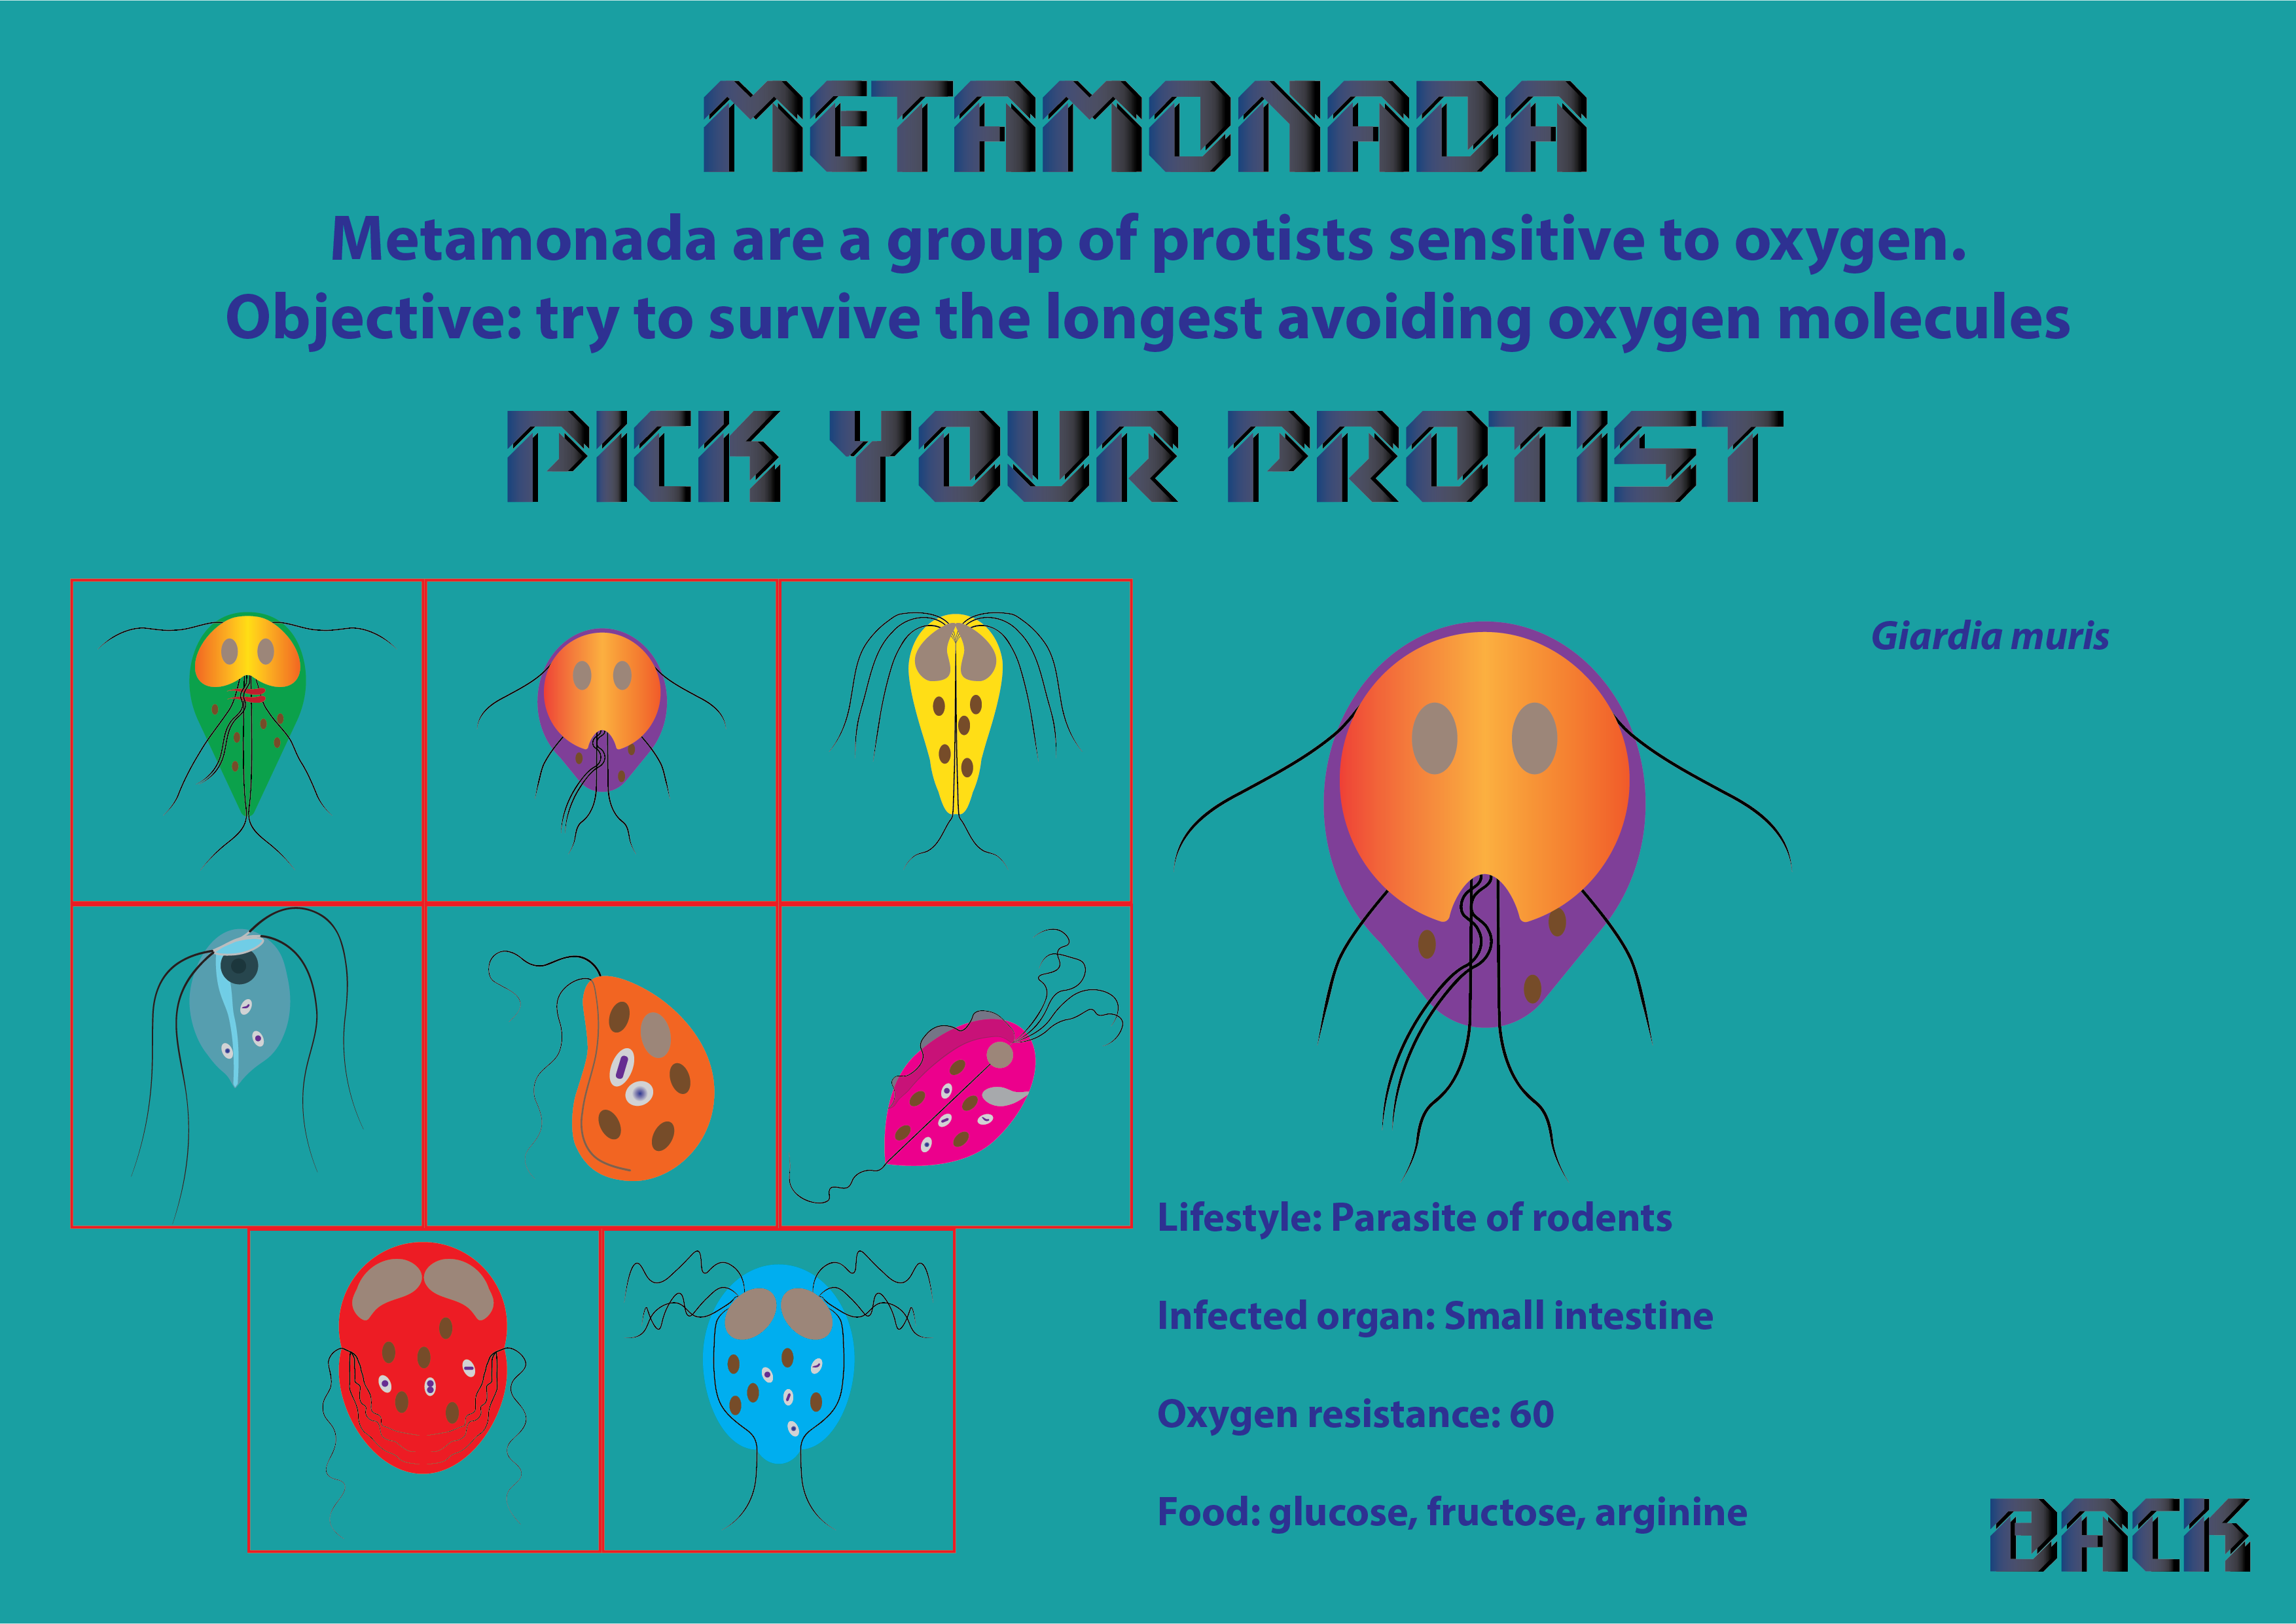 METAMONADA
Metamonada are a group of protists sensitive to oxygen.
Objective: try to survive the longest avoiding oxygen molecules
PICK YOUR PROTIST
Giardia muris
Lifestyle: Parasite of rodents
Infected organ: Small intestine
Oxygen resistance: 60
Food: glucose, fructose, arginine
BACK